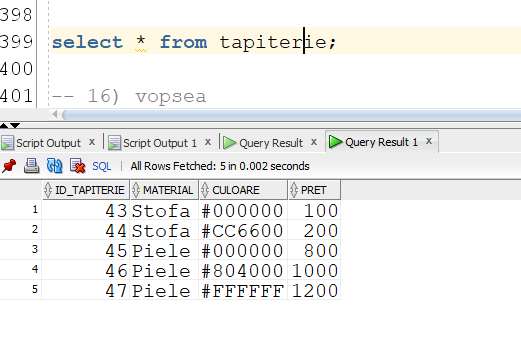 398
399 select * from tapiterie;
400
401 -- 16) vopsea
Script Output x Script Output 1 x Query Result x Query Result 1 x
SQL | All Rows Fetched: 5 in 0.002 seconds
ID_TAPITERIE MATERIAL CULOARE PRET
1 43 Stofa #000000 100
2 44 Stofa #CC6600 200
3 45 Piele #000000 800
4 46 Piele #804000 1000
5 47 Piele #FFFFFF 1200